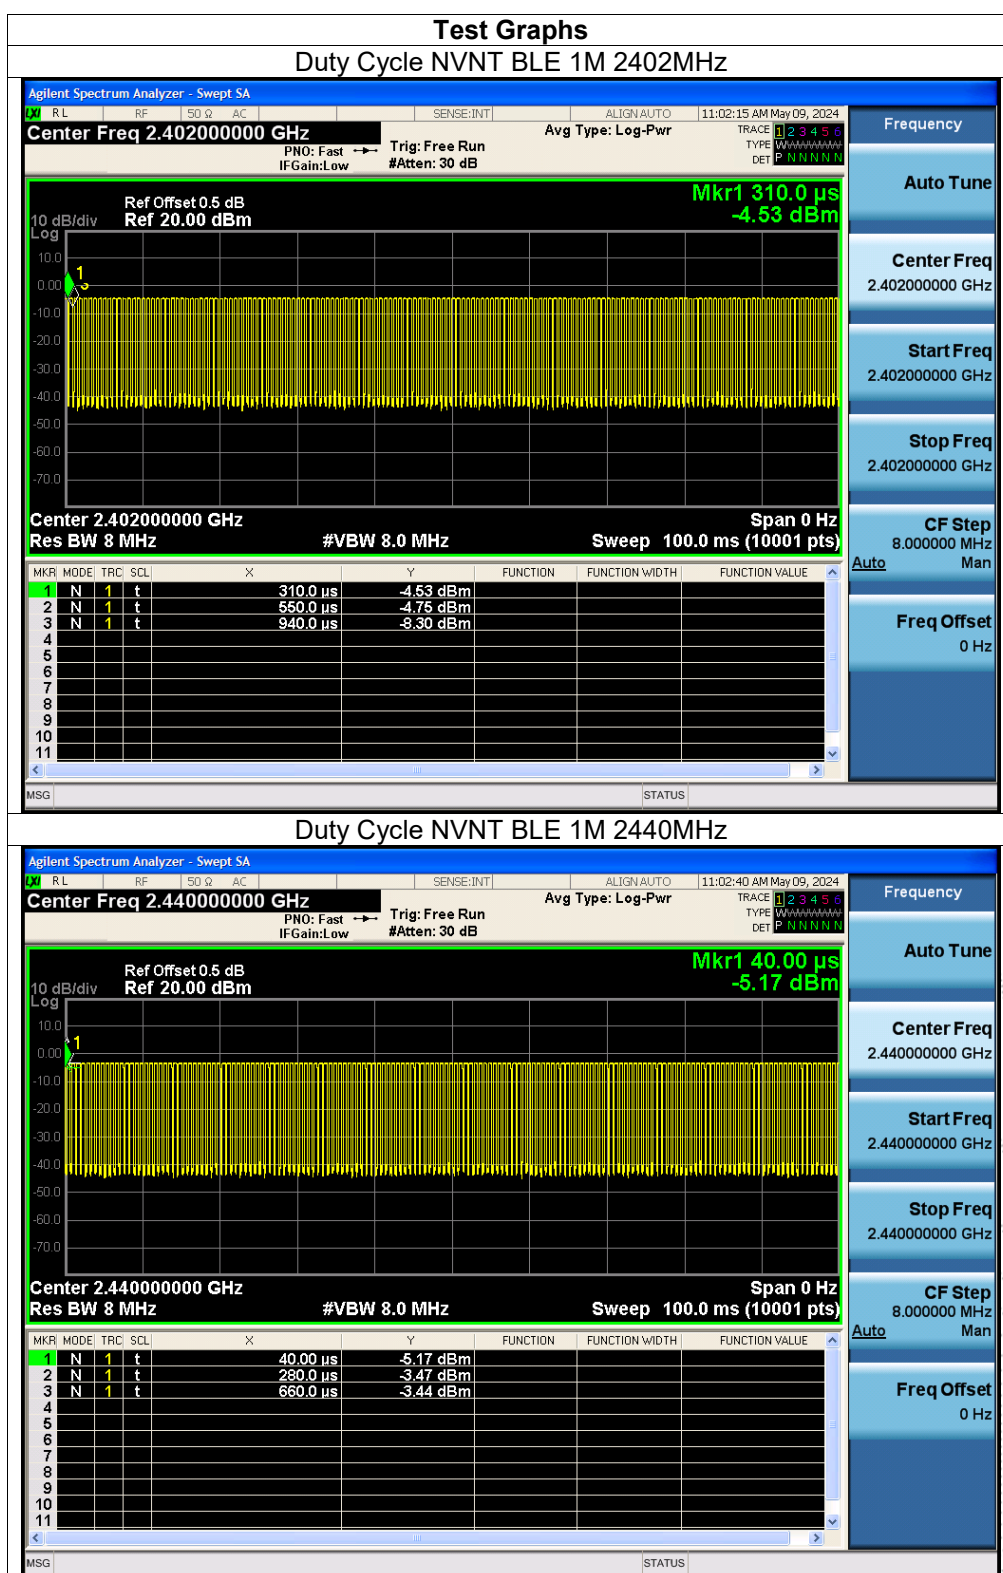 Test Graphs
Duty Cycle NVNT BLE 1M 2402MHz
Agilent Spectrum Analyzer - Swept SA
LXI RL RF 50 Ω AC SENSE:INT ALIGN AUTO 11:02:15 AM May 09, 2024
Center Freq 2.402000000 GHz Avg Type: Log-Pwr TRACE 1 2 3 4 5 6
PNO: Fast Trig: Free Run TYPE WWWWWW
IFGain:Low #Atten: 30 dB DET P N N N N N
Frequency
Auto Tune
Center Freq
2.402000000 GHz
Start Freq
2.402000000 GHz
Stop Freq
2.402000000 GHz
CF Step
8.000000 MHz
Auto Man
Freq Offset
0 Hz
Mkr1 310.0 µs
-4.53 dBm
Ref Offset 0.5 dB
10 dB/div Ref 20.00 dBm
Log
10.0
0.00
-10.0
-20.0
-30.0
-40.0
-50.0
-60.0
-70.0
1
3
Center 2.402000000 GHz Span 0 Hz
Res BW 8 MHz #VBW 8.0 MHz Sweep 100.0 ms (10001 pts)
MKR MODE TRC SCL X Y FUNCTION FUNCTION WIDTH FUNCTION VALUE
1 N 1 t 310.0 µs -4.53 dBm
2 N 1 t 550.0 µs -4.75 dBm
3 N 1 t 940.0 µs -8.30 dBm
4
5
6
7
8
9
10
11
MSG STATUS
Duty Cycle NVNT BLE 1M 2440MHz
Agilent Spectrum Analyzer - Swept SA
LXI RL RF 50 Ω AC SENSE:INT ALIGN AUTO 11:02:40 AM May 09, 2024
Center Freq 2.440000000 GHz Avg Type: Log-Pwr TRACE 1 2 3 4 5 6
PNO: Fast Trig: Free Run TYPE WWWWWW
IFGain:Low #Atten: 30 dB DET P N N N N N
Frequency
Auto Tune
Center Freq
2.440000000 GHz
Start Freq
2.440000000 GHz
Stop Freq
2.440000000 GHz
CF Step
8.000000 MHz
Auto Man
Freq Offset
0 Hz
Mkr1 40.00 µs
-5.17 dBm
Ref Offset 0.5 dB
10 dB/div Ref 20.00 dBm
Log
10.0
0.00
-10.0
-20.0
-30.0
-40.0
-50.0
-60.0
-70.0
1
Center 2.440000000 GHz Span 0 Hz
Res BW 8 MHz #VBW 8.0 MHz Sweep 100.0 ms (10001 pts)
MKR MODE TRC SCL X Y FUNCTION FUNCTION WIDTH FUNCTION VALUE
1 N 1 t 40.00 µs -5.17 dBm
2 N 1 t 280.0 µs -3.47 dBm
3 N 1 t 660.0 µs -3.44 dBm
4
5
6
7
8
9
10
11
MSG STATUS